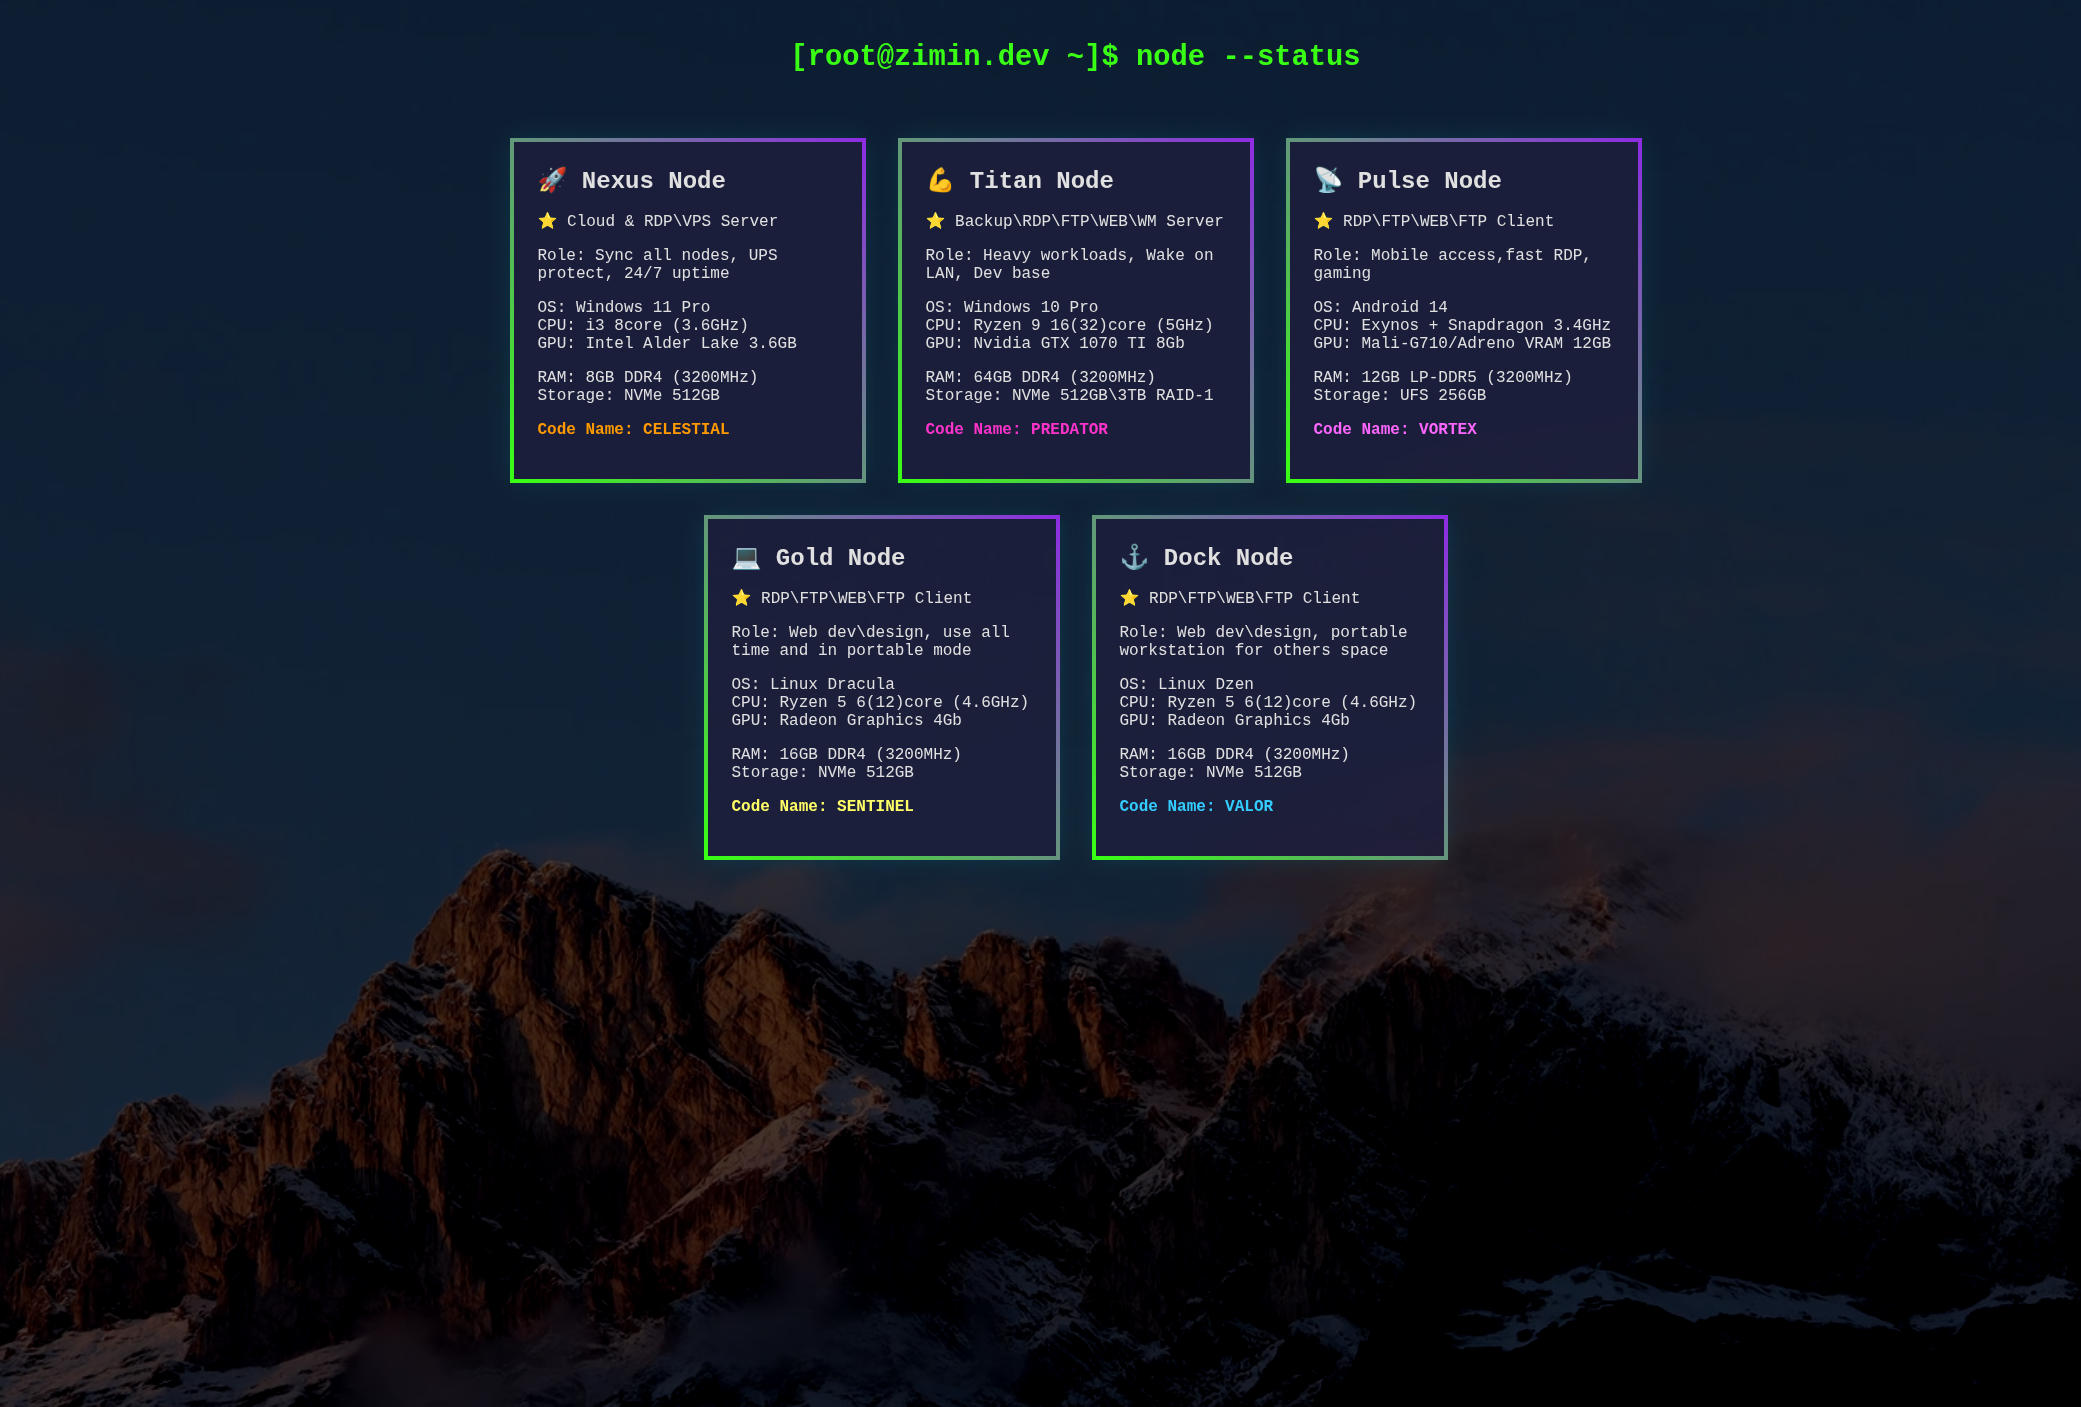 [root@zimin.dev ~]$ node --status
🚀 Nexus Node
⭐ Cloud & RDP\VPS Server
Role: Sync all nodes, UPS
protect, 24/7 uptime
OS: Windows 11 Pro
CPU: i3 8core (3.6GHz)
GPU: Intel Alder Lake 3.6GB
RAM: 8GB DDR4 (3200MHz)
Storage: NVMe 512GB
Code Name: CELESTIAL
💪 Titan Node
⭐ Backup\RDP\FTP\WEB\WM Server
Role: Heavy workloads, Wake on
LAN, Dev base
OS: Windows 10 Pro
CPU: Ryzen 9 16(32)core (5GHz)
GPU: Nvidia GTX 1070 TI 8Gb
RAM: 64GB DDR4 (3200MHz)
Storage: NVMe 512GB\3TB RAID-1
Code Name: PREDATOR
📡 Pulse Node
⭐ RDP\FTP\WEB\FTP Client
Role: Mobile access,fast RDP,
gaming
OS: Android 14
CPU: Exynos + Snapdragon 3.4GHz
GPU: Mali-G710/Adreno VRAM 12GB
RAM: 12GB LP-DDR5 (3200MHz)
Storage: UFS 256GB
Code Name: VORTEX
💻 Gold Node
⭐ RDP\FTP\WEB\FTP Client
Role: Web dev\design, use all
time and in portable mode
OS: Linux Dracula
CPU: Ryzen 5 6(12)core (4.6GHz)
GPU: Radeon Graphics 4Gb
RAM: 16GB DDR4 (3200MHz)
Storage: NVMe 512GB
Code Name: SENTINEL
⚓ Dock Node
⭐ RDP\FTP\WEB\FTP Client
Role: Web dev\design, portable
workstation for others space
OS: Linux Dzen
CPU: Ryzen 5 6(12)core (4.6GHz)
GPU: Radeon Graphics 4Gb
RAM: 16GB DDR4 (3200MHz)
Storage: NVMe 512GB
Code Name: VALOR